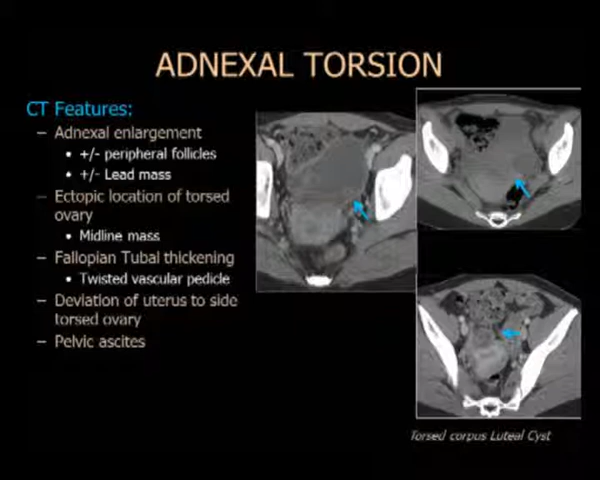 ADNEXAL TORSION
CT Features:
– Adnexal enlargement
• +/- peripheral follicles
• +/- Lead mass
– Ectopic location of torsed
ovary
• Midline mass
– Fallopian Tubal thickening
• Twisted vascular pedicle
– Deviation of uterus to side
torsed ovary
– Pelvic ascites
Torsed corpus Luteal Cyst